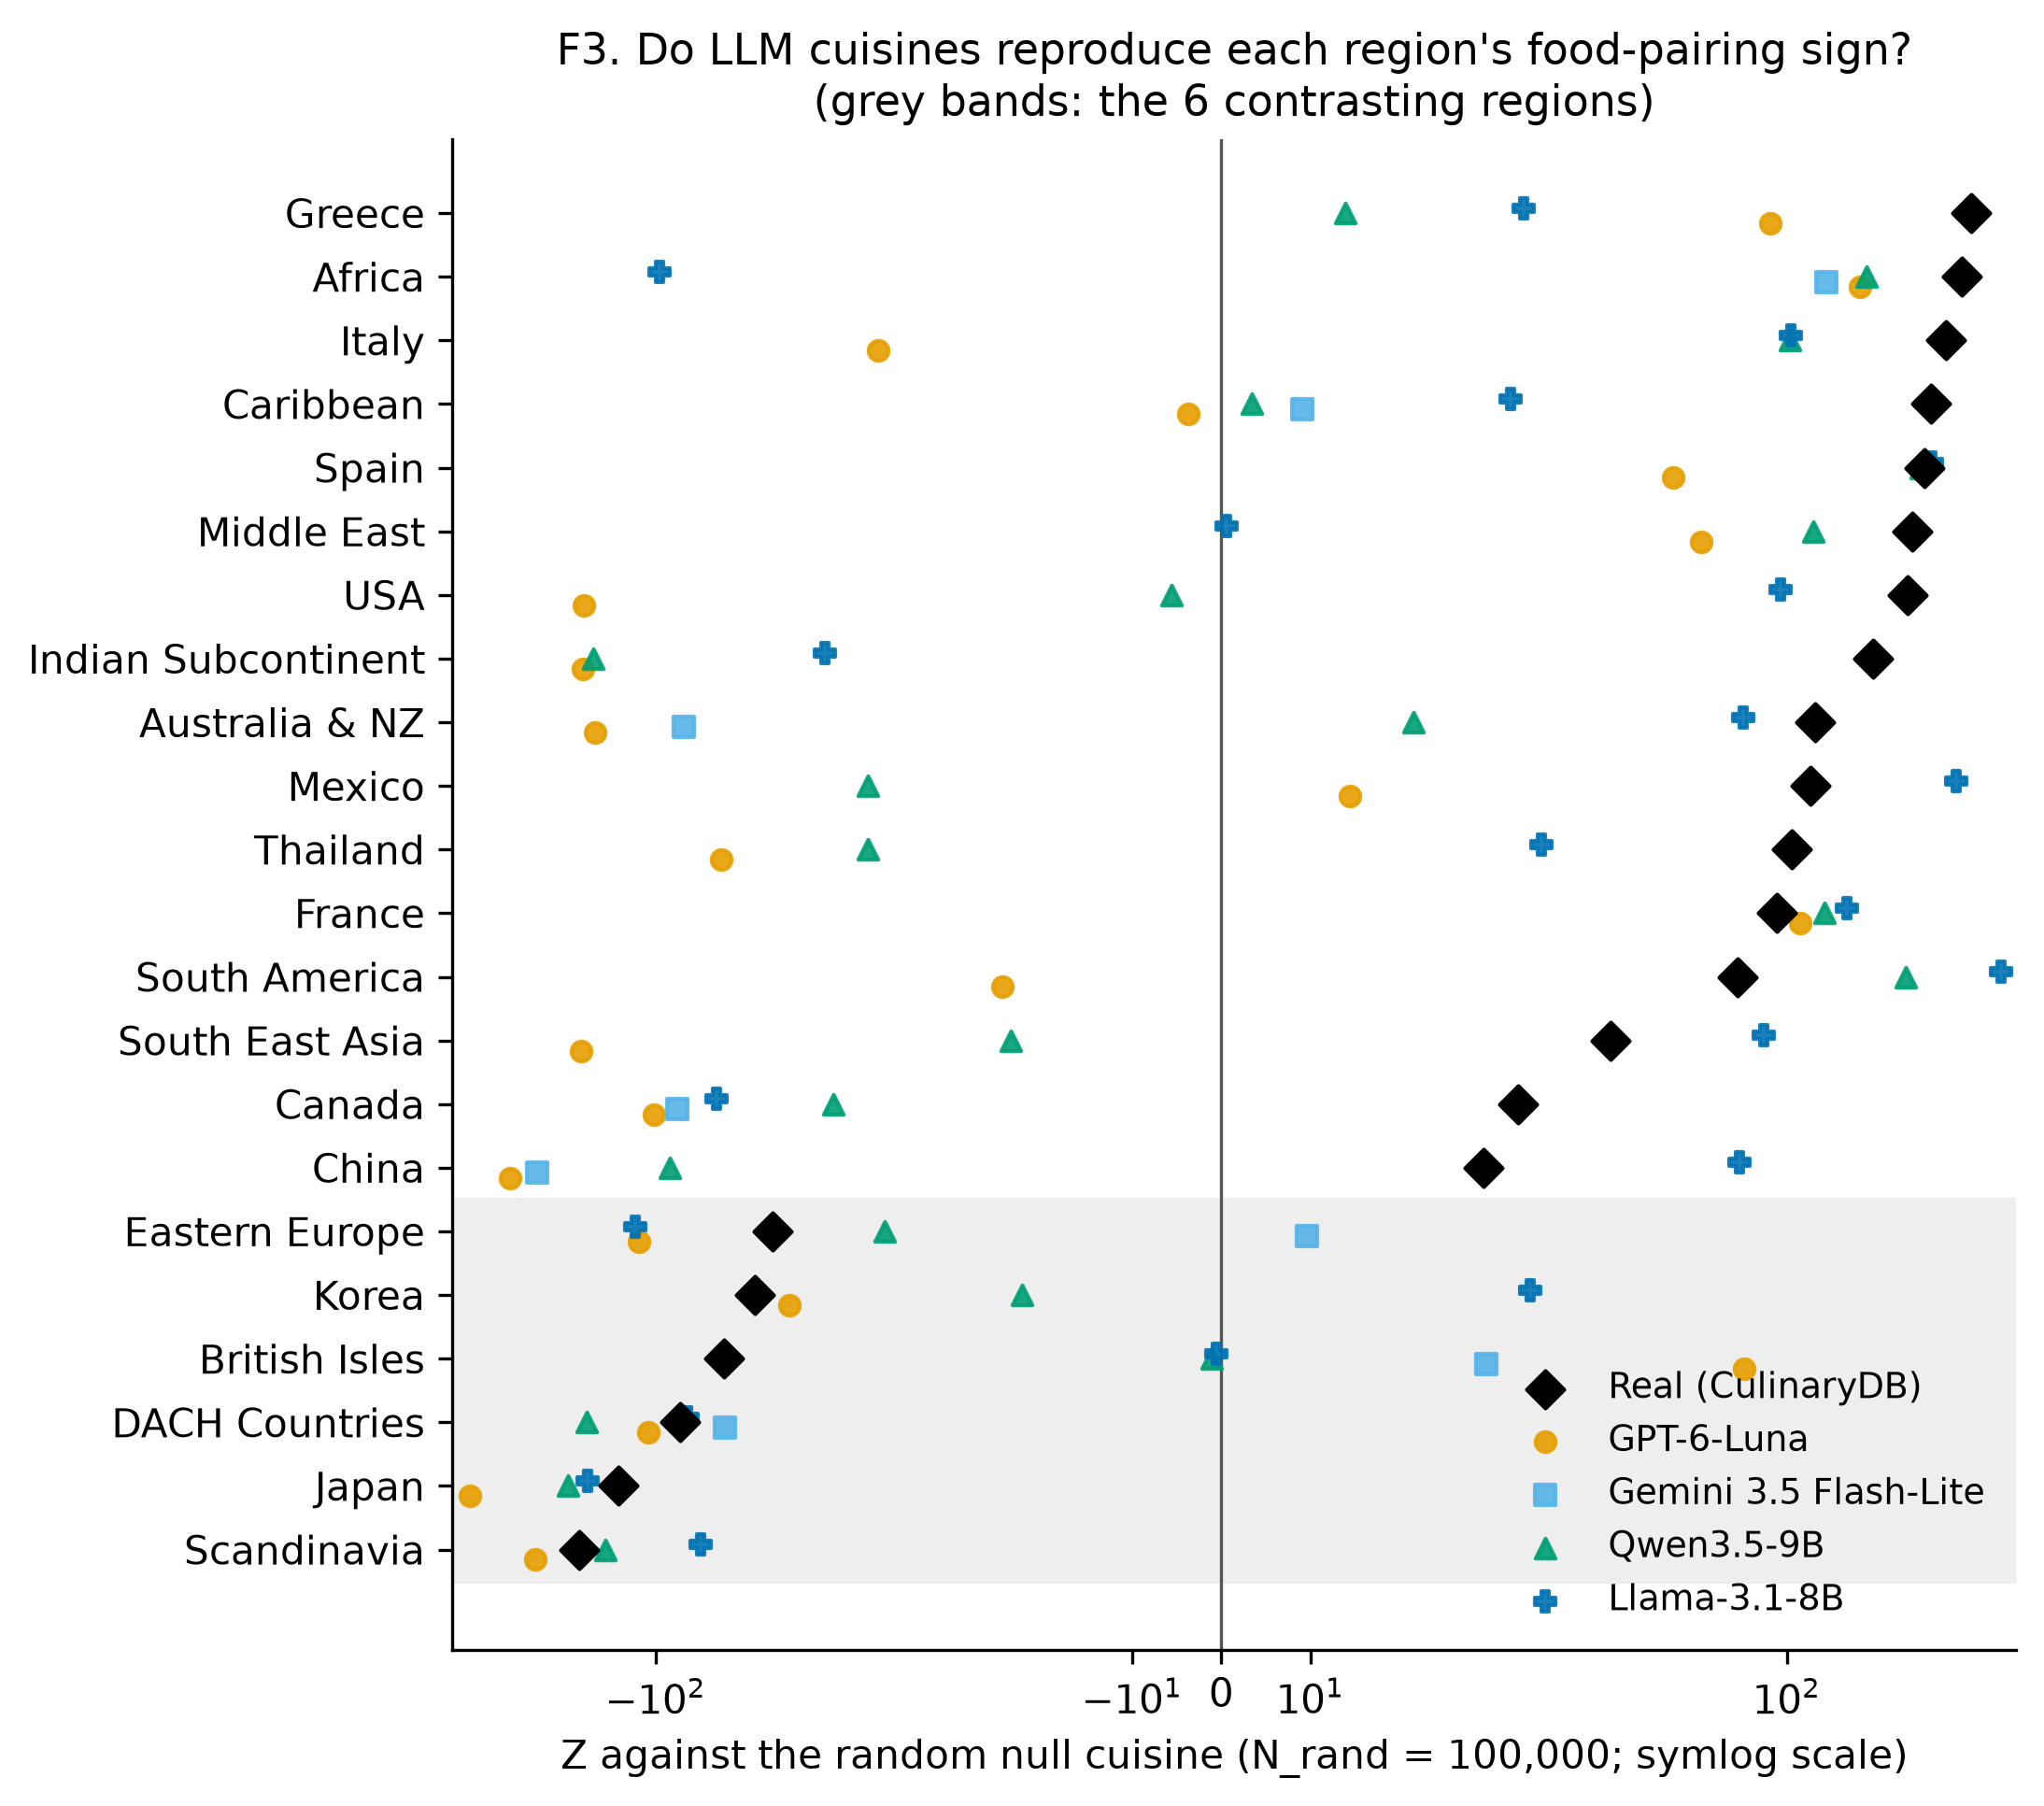 F3. Do LLM cuisines reproduce each region's food-pairing sign?
(grey bands: the 6 contrasting regions)
Greece
Africa
Italy
Caribbean
Spain
Middle East
USA
Indian Subcontinent
Australia & NZ
Mexico
Thailand
France
South America
South East Asia
Canada
China
Eastern Europe
Korea
British Isles
DACH Countries
Japan
Scandinavia
Real (CulinaryDB)
GPT-6-Luna
Gemini 3.5 Flash-Lite
Qwen3.5-9B
Llama-3.1-8B
−10² −10¹ 0 10¹ 10²
Z against the random null cuisine (N_rand = 100,000; symlog scale)